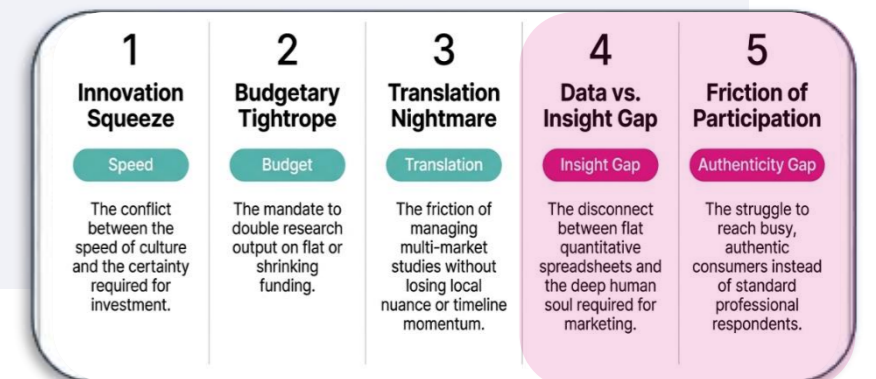 1
Innovation
Squeeze
Speed
The conflict
between the
speed of culture
and the certainty
required for
investment.
2
Budgetary
Tightrope
Budget
The mandate to
double research
output on flat or
shrinking
funding.
3
Translation
Nightmare
Translation
The friction of
managing
multi-market
studies without
losing local
nuance or timeline
momentum.
4
Data vs.
Insight Gap
Insight Gap
The disconnect
between flat
quantitative
spreadsheets and
the deep human
soul required for
marketing.
5
Friction of
Participation
Authenticity Gap
The struggle to
reach busy,
authentic
consumers instead
of standard
professional
respondents.